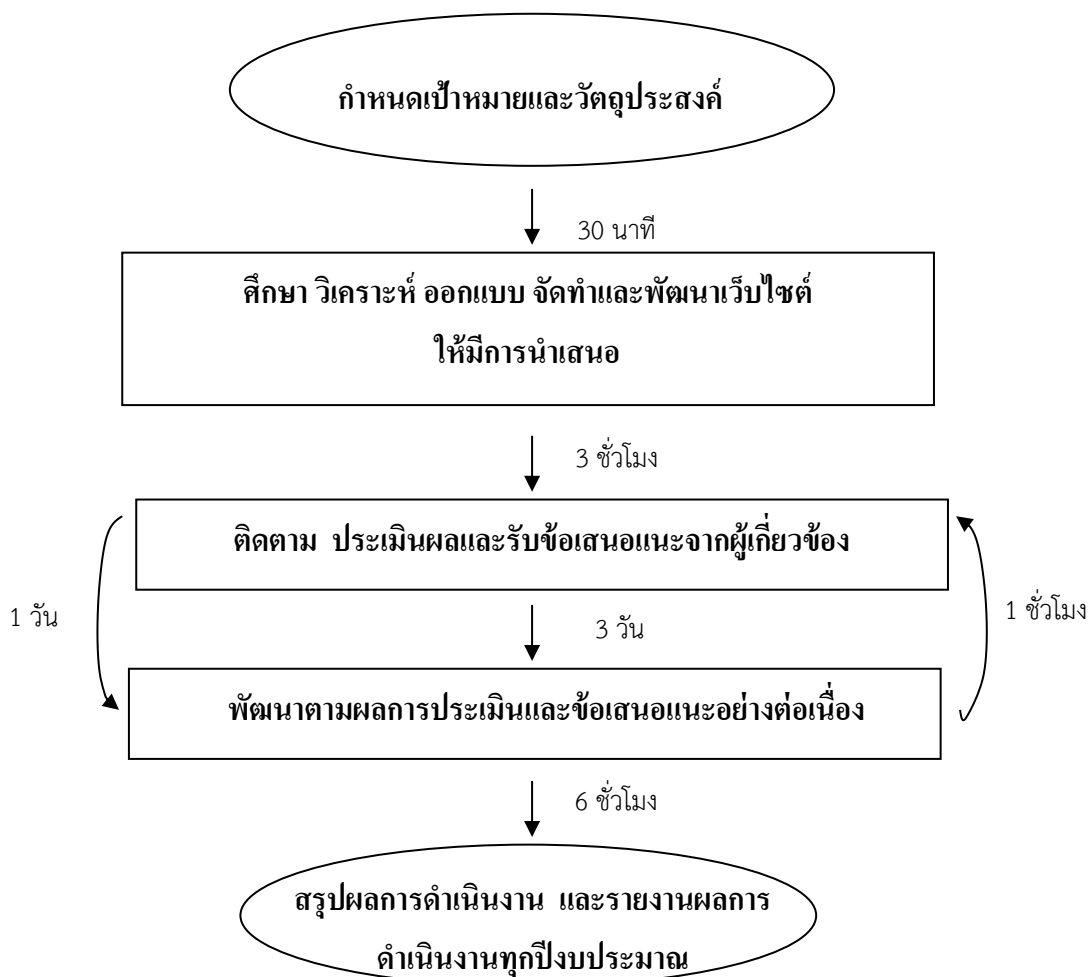 กำหนดเป้าหมายและวัตถุประสงค์
30 นาที
ศึกษา วิเคราะห์ ออกแบบ จัดทำและพัฒนาเว็บไซต์
ให้มีการนำเสนอ
3 ชั่วโมง
ติดตาม ประเมินผลและรับข้อเสนอแนะจากผู้เกี่ยวข้อง
1 วัน
3 วัน
1 ชั่วโมง
พัฒนาตามผลการประเมินและข้อเสนอแนะอย่างต่อเนื่อง
6 ชั่วโมง
สรุปผลการดำเนินงาน และรายงานผลการ
ดำเนินงานทุกปีงบประมาณ